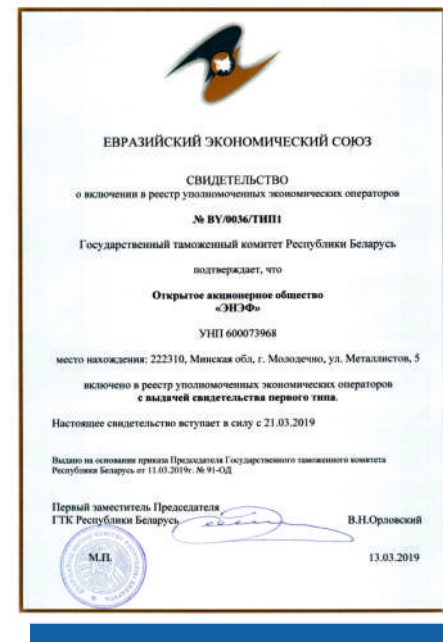 ЕВРАЗИЙСКИЙ ЭКОНОМИЧЕСКИЙ СОЮЗ
СВИДЕТЕЛЬСТВО
о включении в реестр уполномоченных экономических операторов
№ BY/0036/ТИП1
Государственный таможенный комитет Республики Беларусь
подтверждает, что
Открытое акционерное общество
«ЭНЭФ»
УНП 600073968
место нахождения: 222310, Минская обл, г. Молодечно, ул. Металлистов, 5
включено в реестр уполномоченных экономических операторов
с выдачей свидетельства первого типа.
Настоящее свидетельство вступает в силу с 21.03.2019
Выдано на основании приказа Председателя Государственного таможенного комитета
Республики Беларусь от 11.03.2019г. № 91-ОД
Первый заместитель Председателя
ГТК Республики Беларусь В.Н.Орловский
М.П. 13.03.2019